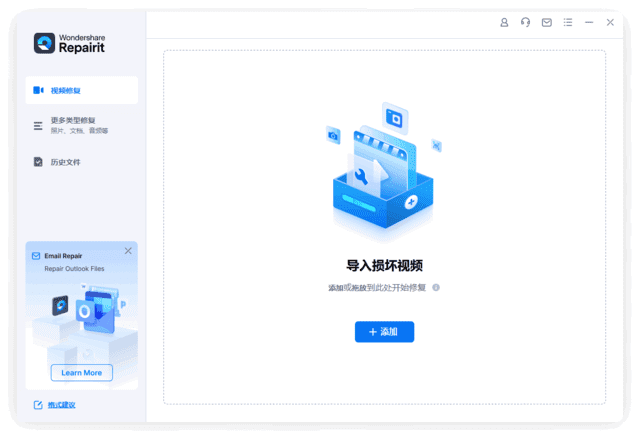 Wondershare
Repairit
视频修复
更多类型修复
照片、文档、音频等
历史文件
Email Repair
Repair Outlook Files
Learn More
格式建议
导入损坏视频
添加或拖放到此处开始修复
+ 添加